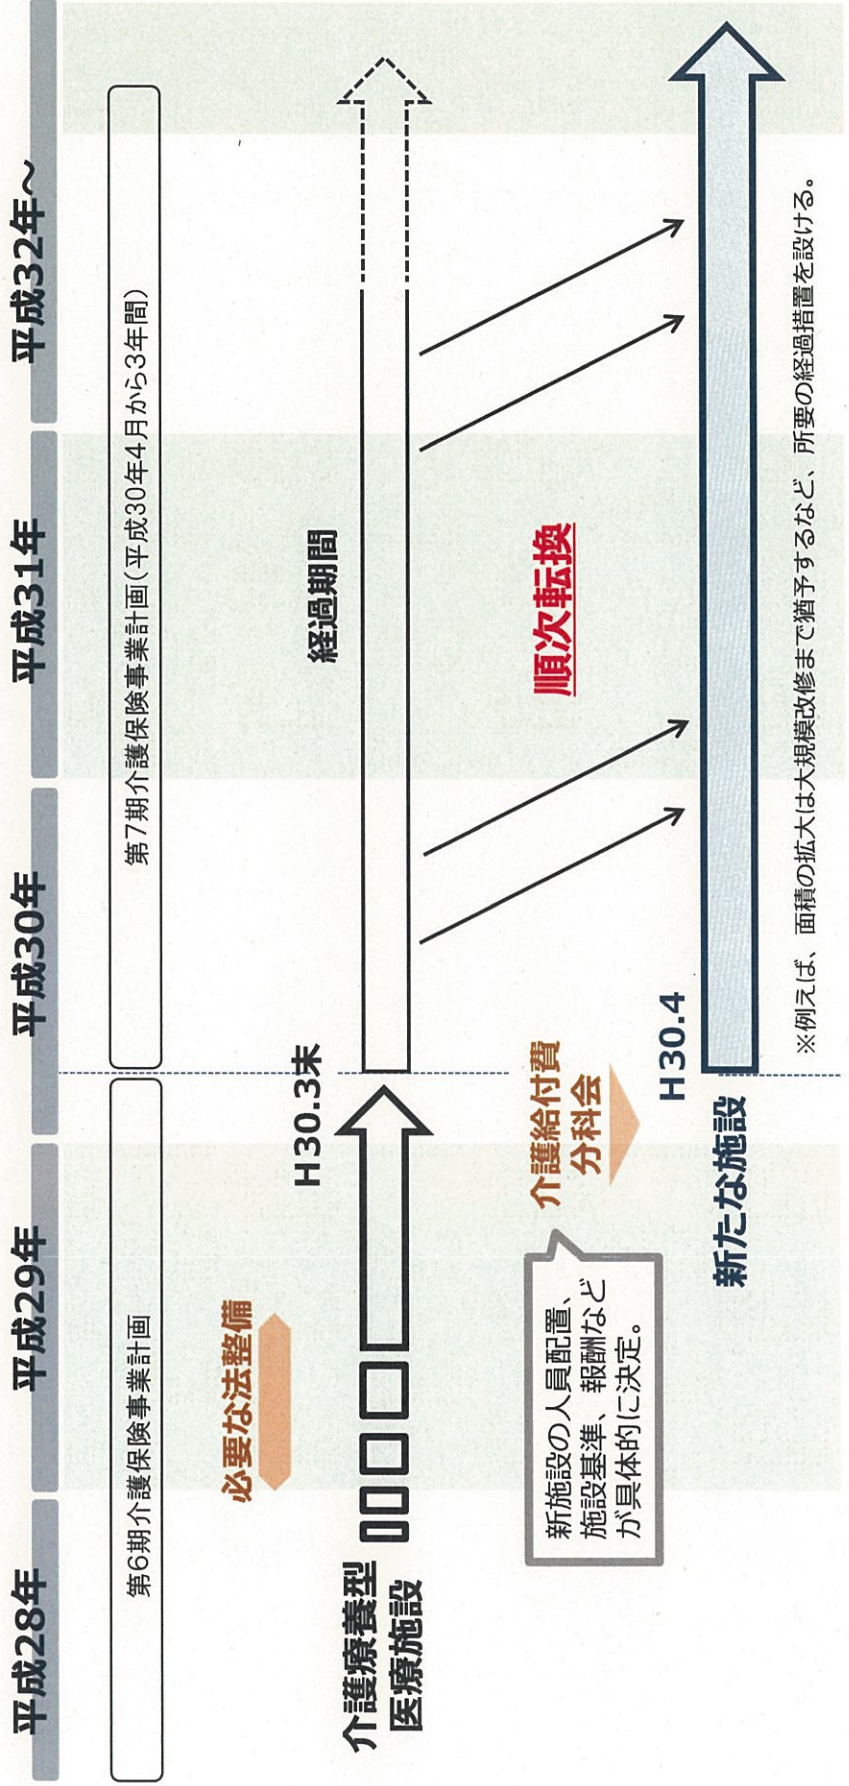 平成28年
平成29年
平成30年
平成31年
平成32年～
第6期介護保険事業計画
第7期介護保険事業計画(平成30年4月から3年間)
必要な法整備
H30.3末
経過期間
介護療養型
医療施設
介護給付費
分科会
順次転換
新施設の人員配置、
施設基準、報酬など
が具体的に決定。
H30.4
新たな施設
※例えば、面積の拡大は大規模改修まで猶予するなど、所要の経過措置を設ける。